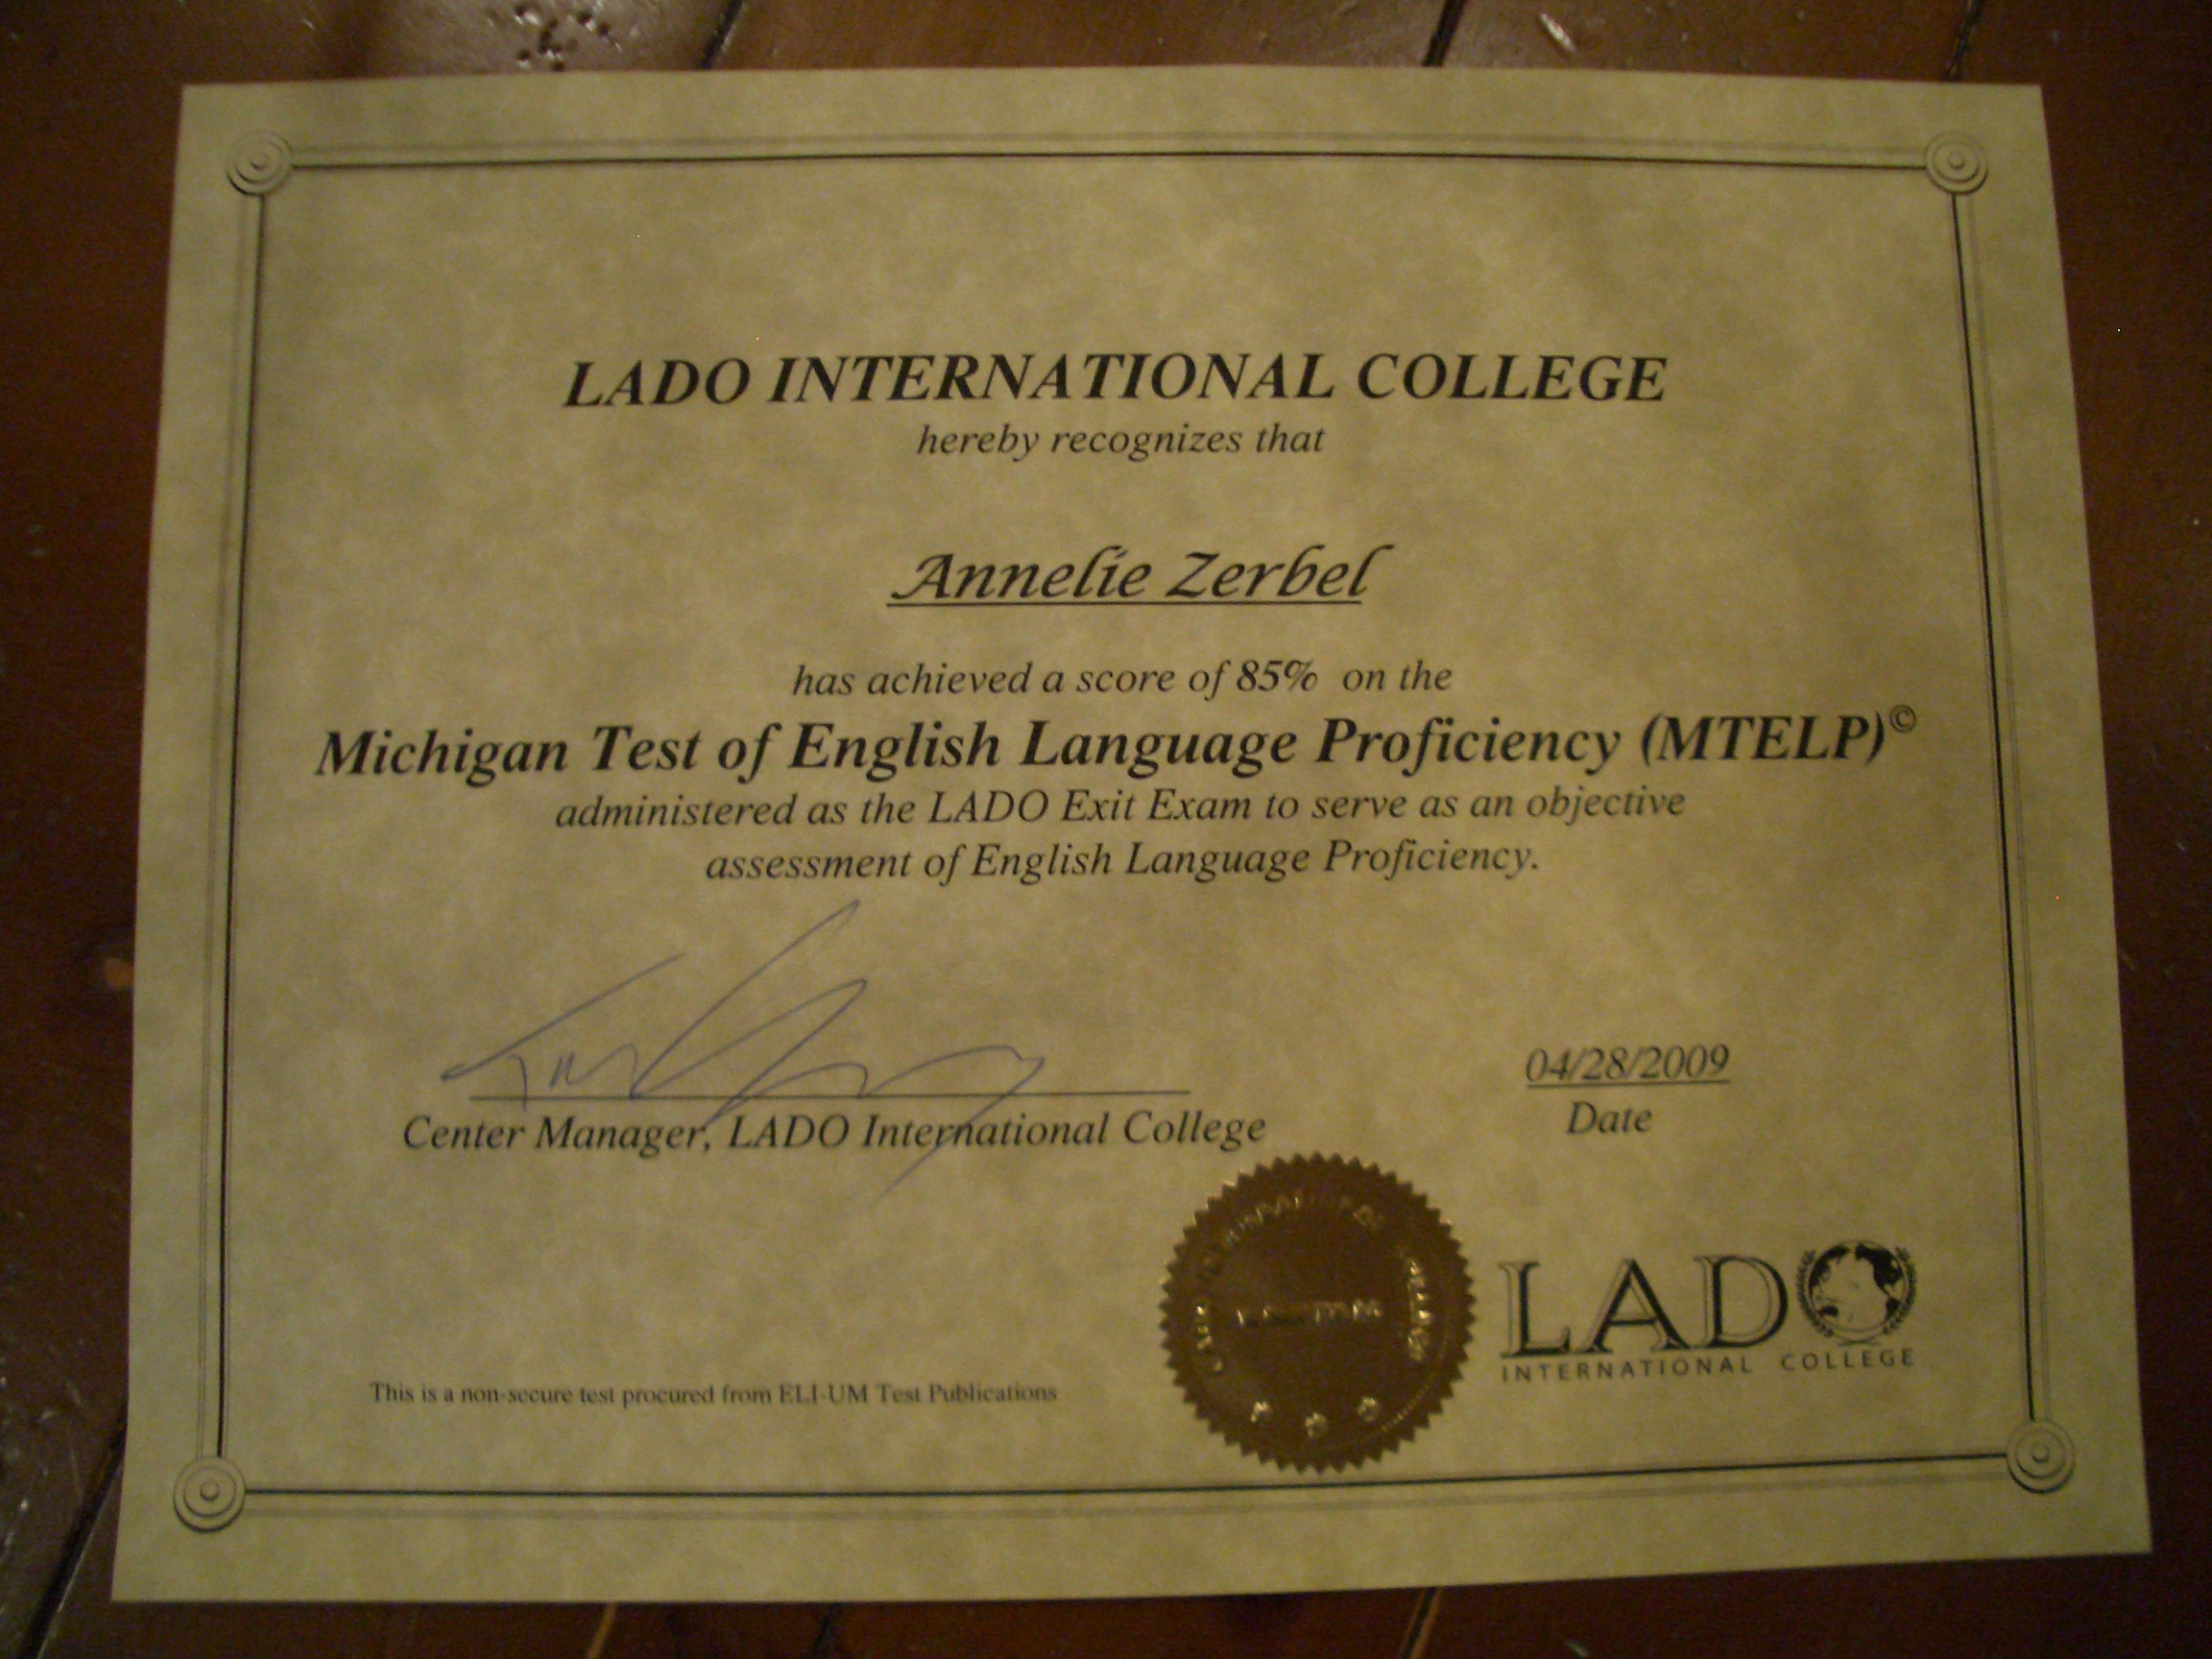 LADO INTERNATIONAL COLLEGE
hereby recognizes that
Annelie Zerbel
has achieved a score of 85% on the
Michigan Test of English Language Proficiency (MTELP)©
administered as the LADO Exit Exam to serve as an objective
assessment of English Language Proficiency.
04/28/2009
Center Manager, LADO International College
Date
LADO
INTERNATIONAL COLLEGE
This is a non-secure test procured from ELI-UM Test Publications